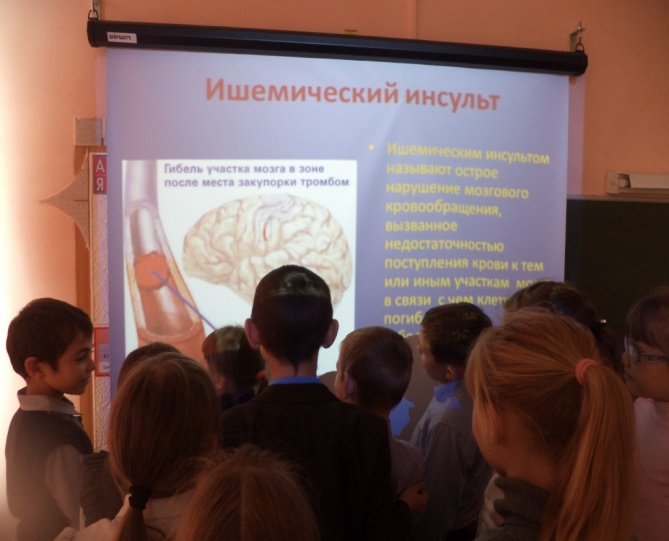 Ишемический инсульт
Гибель участка мозга в зоне
после места закупорки тромбом
• Ишемическим инсультом
называют острое
нарушение мозгового
кровообращения,
вызванное
недостаточностью
поступления крови к тем
или иным участкам
в связи с чем
А
Я